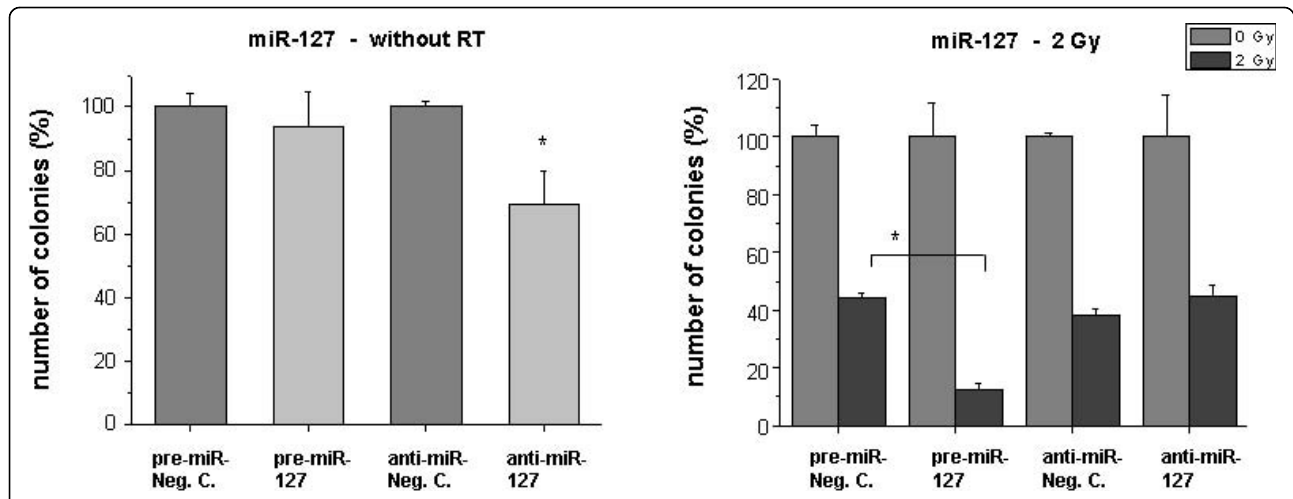 miR-127 - without RT
number of colonies (%)
100
80
60
40
20
0
*
pre-miR-
Neg. C.
pre-miR-
127
anti-miR-
Neg. C.
anti-miR-
127
miR-127 - 2 Gy
0 Gy
2 Gy
number of colonies (%)
120
100
80
60
40
20
0
*
pre-miR-
Neg. C.
pre-miR-
127
anti-miR-
Neg. C.
anti-miR-
127